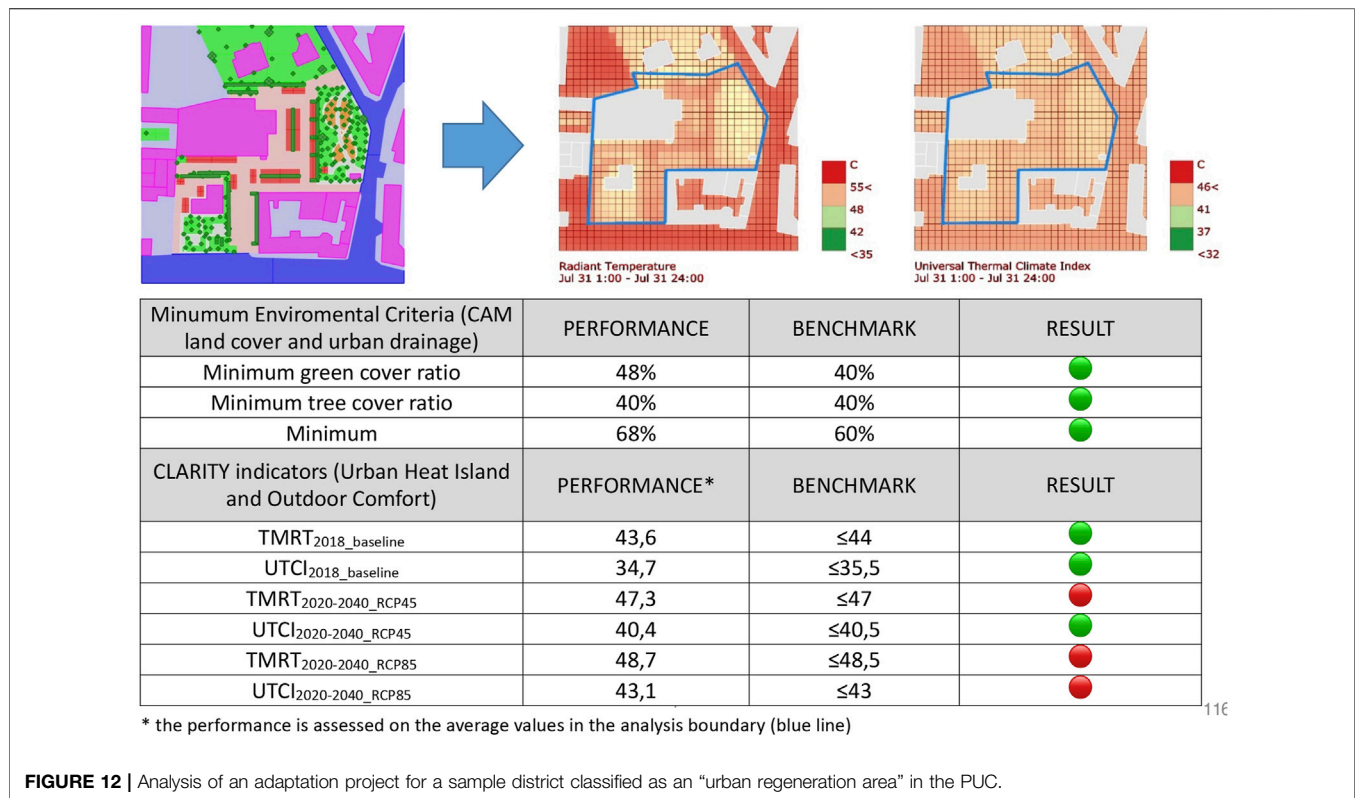 C
55<
48
42
<35
Radiant Temperature
Jul 31 1:00 - Jul 31 24:00
C
46<
41
37
<32
Universal Thermal Climate Index
Jul 31 1:00 - Jul 31 24:00
Minumum Enviromental Criteria (CAM
land cover and urban drainage)
PERFORMANCE
BENCHMARK
RESULT
Minimum green cover ratio
48%
40%
Minimum tree cover ratio
40%
40%
Minimum
68%
60%
CLARITY indicators (Urban Heat Island
and Outdoor Comfort)
PERFORMANCE*
BENCHMARK
RESULT
TMRT2018_baseline
43,6
≤44
UTCI2018_baseline
34,7
≤35,5
TMRT2020-2040_RCP45
47,3
≤47
UTCI2020-2040_RCP45
40,4
≤40,5
TMRT2020-2040_RCP85
48,7
≤48,5
UTCI2020-2040_RCP85
43,1
≤43
* the performance is assessed on the average values in the analysis boundary (blue line)
FIGURE 12 | Analysis of an adaptation project for a sample district classified as an “urban regeneration area” in the PUC.